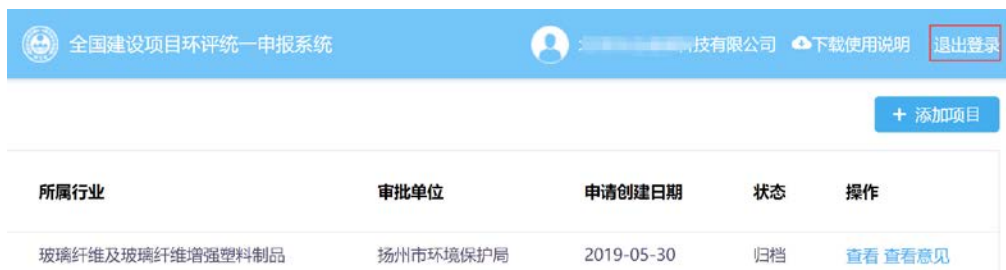 全国建设项目环评统一申报系统 技有限公司 下载使用说明 退出登录
+ 添加项目
所属行业 审批单位 申请创建日期 状态 操作
玻璃纤维及玻璃纤维增强塑料制品 扬州市环境保护局 2019-05-30 归档 查看 查看意见